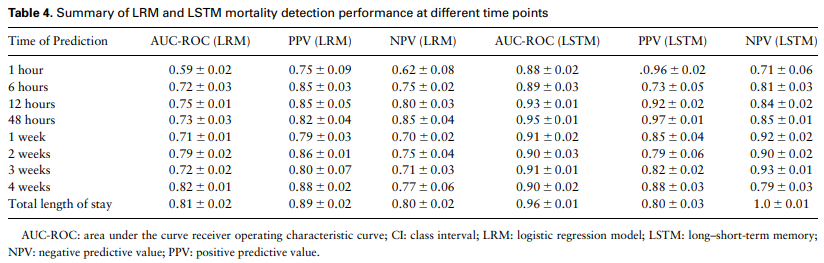 Table 4. Summary of LRM and LSTM mortality detection performance at different time points
Time of Prediction AUC-ROC (LRM) PPV (LRM) NPV (LRM) AUC-ROC (LSTM) PPV (LSTM) NPV (LSTM)
1 hour 0.59 ± 0.02 0.75 ± 0.09 0.62 ± 0.08 0.88 ± 0.02 .0.96 ± 0.02 0.71 ± 0.06
6 hours 0.72 ± 0.03 0.85 ± 0.03 0.75 ± 0.02 0.89 ± 0.03 0.73 ± 0.05 0.81 ± 0.03
12 hours 0.75 ± 0.01 0.85 ± 0.05 0.80 ± 0.03 0.93 ± 0.01 0.92 ± 0.02 0.84 ± 0.02
48 hours 0.73 ± 0.03 0.82 ± 0.04 0.85 ± 0.04 0.95 ± 0.01 0.97 ± 0.01 0.85 ± 0.01
1 week 0.71 ± 0.01 0.79 ± 0.03 0.70 ± 0.02 0.91 ± 0.02 0.85 ± 0.04 0.92 ± 0.02
2 weeks 0.79 ± 0.02 0.86 ± 0.01 0.75 ± 0.04 0.90 ± 0.03 0.79 ± 0.06 0.90 ± 0.02
3 weeks 0.72 ± 0.02 0.80 ± 0.07 0.71 ± 0.03 0.91 ± 0.01 0.82 ± 0.02 0.93 ± 0.01
4 weeks 0.82 ± 0.01 0.88 ± 0.02 0.77 ± 0.06 0.90 ± 0.02 0.88 ± 0.03 0.79 ± 0.03
Total length of stay 0.81 ± 0.02 0.89 ± 0.02 0.80 ± 0.02 0.96 ± 0.01 0.80 ± 0.03 1.0 ± 0.01
AUC-ROC: area under the curve receiver operating characteristic curve; CI: class interval; LRM: logistic regression model; LSTM: long–short-term memory;
NPV: negative predictive value; PPV: positive predictive value.